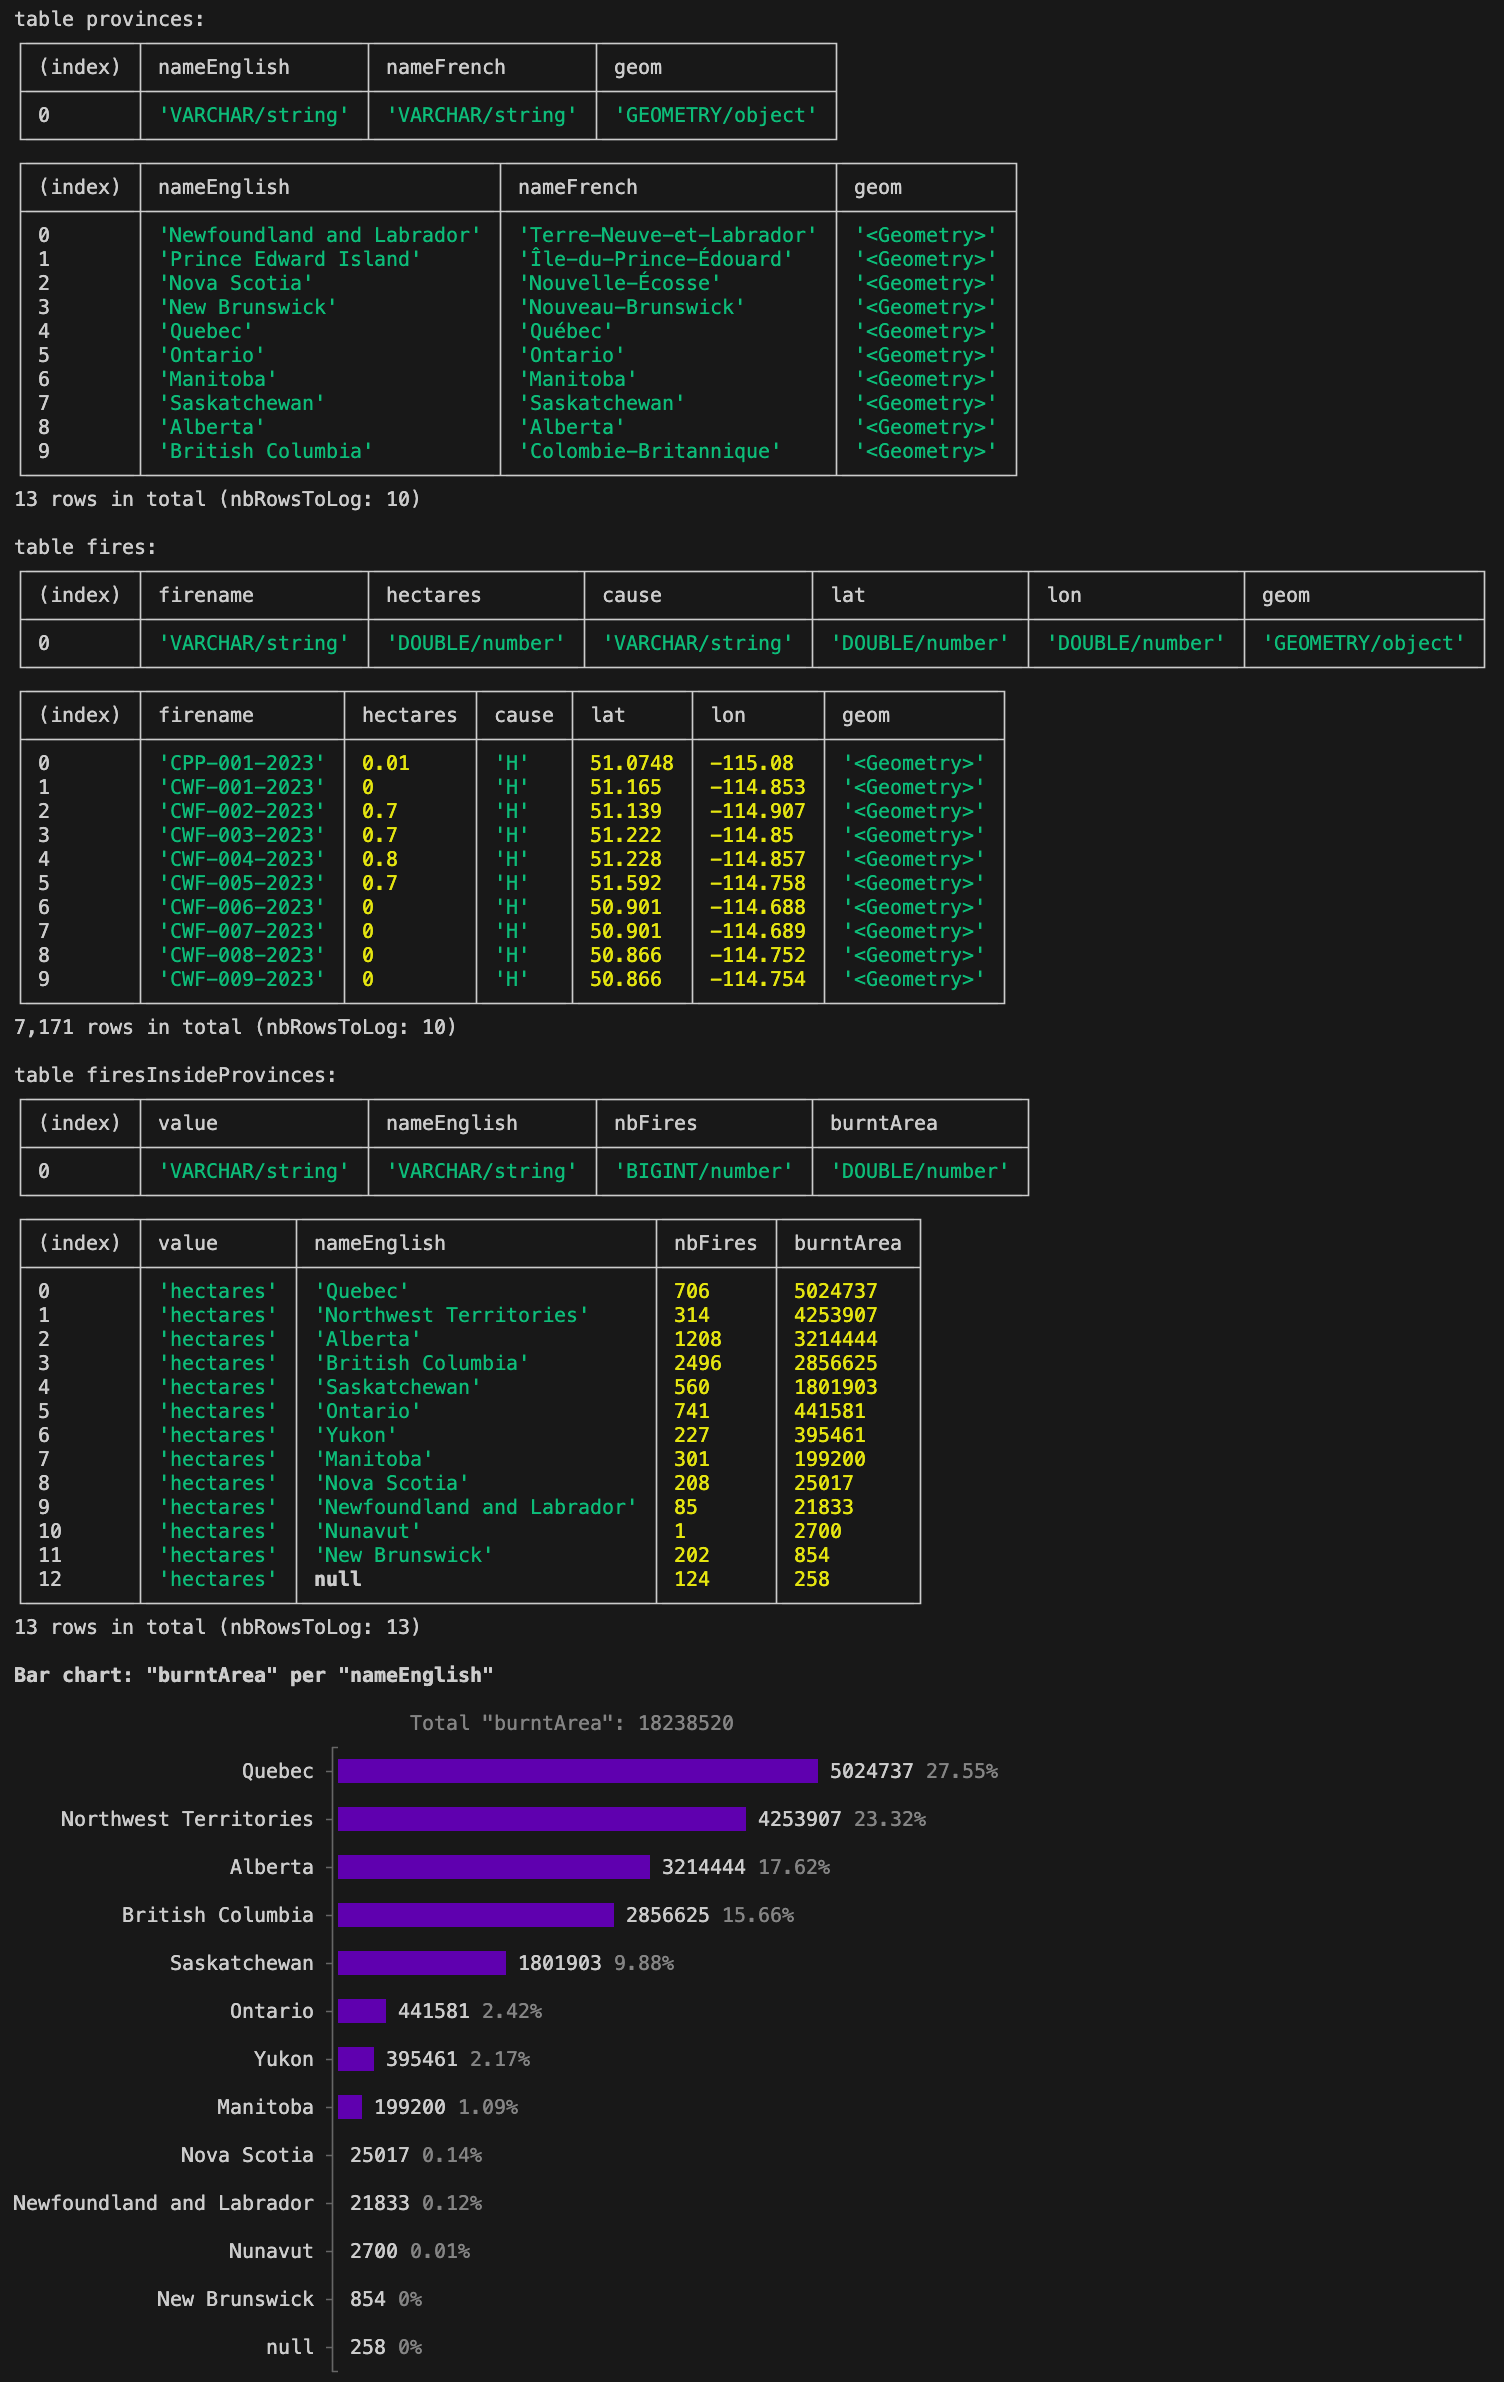 table provinces:
(index) nameEnglish nameFrench geom
0 'VARCHAR/string' 'VARCHAR/string' 'GEOMETRY/object'
(index) nameEnglish nameFrench geom
0 'Newfoundland and Labrador' 'Terre-Neuve-et-Labrador' '<Geometry>'
1 'Prince Edward Island' 'Île-du-Prince-Édouard' '<Geometry>'
2 'Nova Scotia' 'Nouvelle-Écosse' '<Geometry>'
3 'New Brunswick' 'Nouveau-Brunswick' '<Geometry>'
4 'Quebec' 'Québec' '<Geometry>'
5 'Ontario' 'Ontario' '<Geometry>'
6 'Manitoba' 'Manitoba' '<Geometry>'
7 'Saskatchewan' 'Saskatchewan' '<Geometry>'
8 'Alberta' 'Alberta' '<Geometry>'
9 'British Columbia' 'Colombie-Britannique' '<Geometry>'
13 rows in total (nbRowsToLog: 10)
table fires:
(index) firename hectares cause lat lon geom
0 'VARCHAR/string' 'DOUBLE/number' 'VARCHAR/string' 'DOUBLE/number' 'DOUBLE/number' 'GEOMETRY/object'
(index) firename hectares cause lat lon geom
0 'CPP-001-2023' 0.01 'H' 51.0748 -115.08 '<Geometry>'
1 'CWF-001-2023' 0 'H' 51.165 -114.853 '<Geometry>'
2 'CWF-002-2023' 0.7 'H' 51.139 -114.907 '<Geometry>'
3 'CWF-003-2023' 0.7 'H' 51.222 -114.85 '<Geometry>'
4 'CWF-004-2023' 0.8 'H' 51.228 -114.857 '<Geometry>'
5 'CWF-005-2023' 0.7 'H' 51.592 -114.758 '<Geometry>'
6 'CWF-006-2023' 0 'H' 50.901 -114.688 '<Geometry>'
7 'CWF-007-2023' 0 'H' 50.901 -114.689 '<Geometry>'
8 'CWF-008-2023' 0 'H' 50.866 -114.752 '<Geometry>'
9 'CWF-009-2023' 0 'H' 50.866 -114.754 '<Geometry>'
7,171 rows in total (nbRowsToLog: 10)
table firesInsideProvinces:
(index) value nameEnglish nbFires burntArea
0 'VARCHAR/string' 'VARCHAR/string' 'BIGINT/number' 'DOUBLE/number'
(index) value nameEnglish nbFires burntArea
0 'hectares' 'Quebec' 706 5024737
1 'hectares' 'Northwest Territories' 314 4253907
2 'hectares' 'Alberta' 1208 3214444
3 'hectares' 'British Columbia' 2496 2856625
4 'hectares' 'Saskatchewan' 560 1801903
5 'hectares' 'Ontario' 741 441581
6 'hectares' 'Yukon' 227 395461
7 'hectares' 'Manitoba' 301 199200
8 'hectares' 'Nova Scotia' 208 25017
9 'hectares' 'Newfoundland and Labrador' 85 21833
10 'hectares' 'Nunavut' 1 2700
11 'hectares' 'New Brunswick' 202 854
12 'hectares' null 124 258
13 rows in total (nbRowsToLog: 13)
Bar chart: "burntArea" per "nameEnglish"
Total "burntArea": 18238520
Quebec 5024737 27.55%
Northwest Territories 4253907 23.32%
Alberta 3214444 17.62%
British Columbia 2856625 15.66%
Saskatchewan 1801903 9.88%
Ontario 441581 2.42%
Yukon 395461 2.17%
Manitoba 199200 1.09%
Nova Scotia 25017 0.14%
Newfoundland and Labrador 21833 0.12%
Nunavut 2700 0.01%
New Brunswick 854 0%
null 258 0%